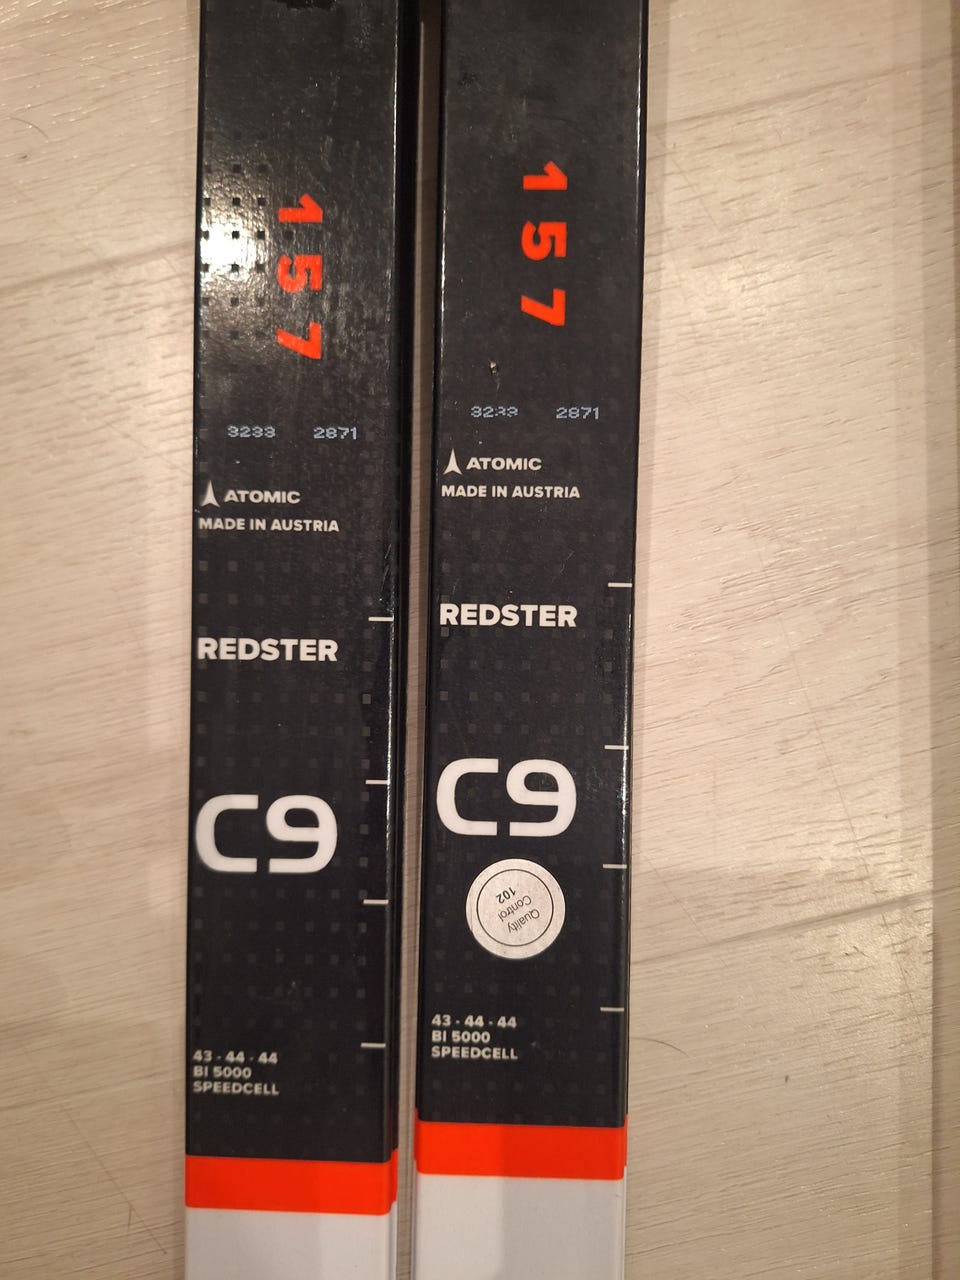 157
3233 2871
ATOMIC
MADE IN AUSTRIA
REDSTER
C9
43 - 44 - 44
BI 5000
SPEEDCELL
157
3233 2871
ATOMIC
MADE IN AUSTRIA
REDSTER
C9
Quality
Control
102
43 - 44 - 44
BI 5000
SPEEDCELL